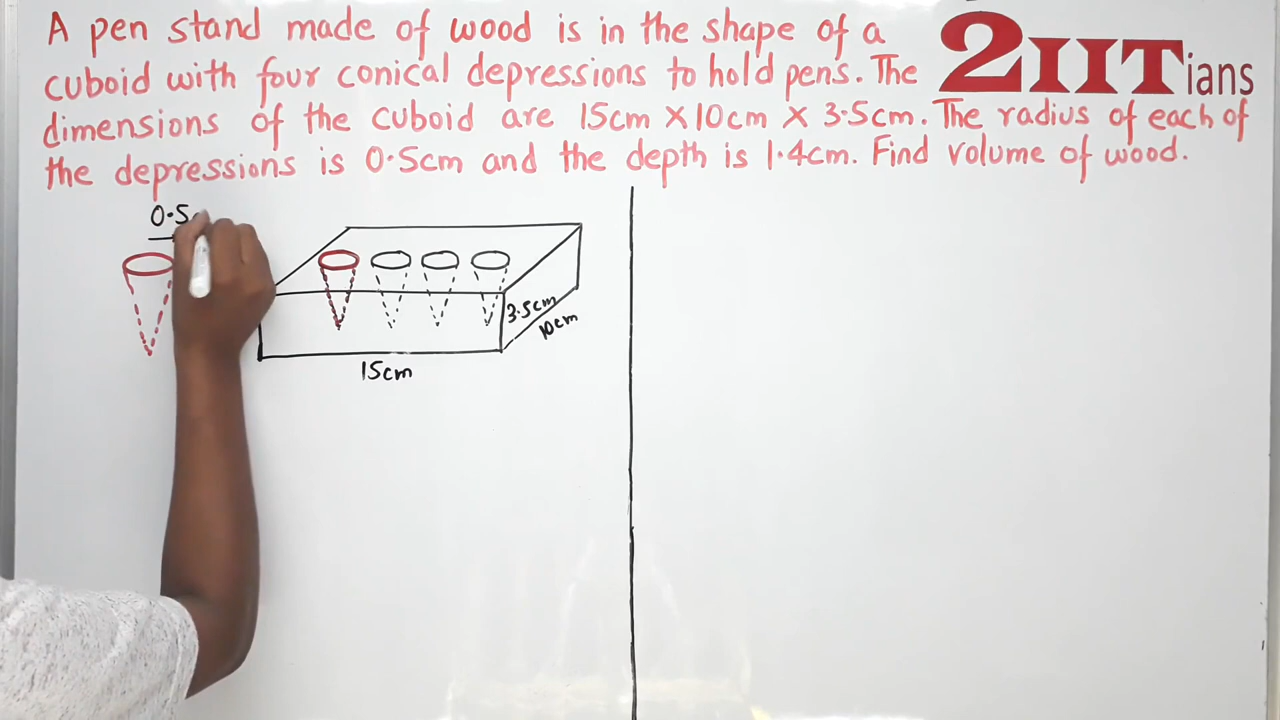 A pen stand made of wood is in the shape of a
cuboid with four conical depressions to hold pens. The
dimensions of the cuboid are 15cm × 10cm × 3.5cm. The radius of each of
the depressions is 0.5cm and the depth is 1.4cm. Find volume of wood.
2IITians
0.5
3.5cm
10cm
15cm